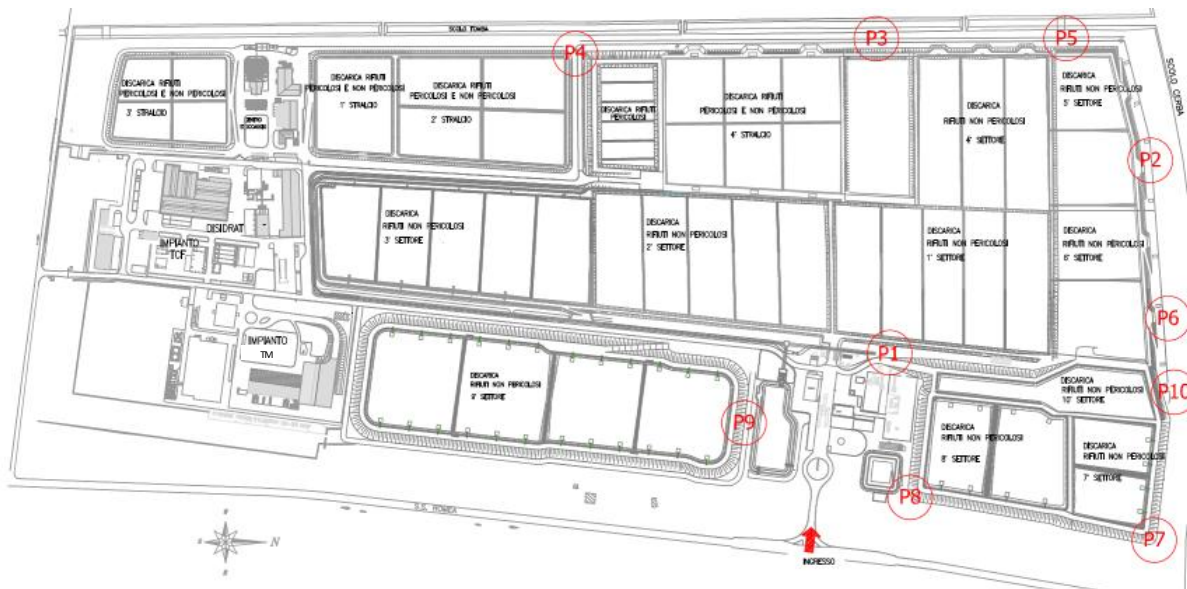 SCOLO FOMBA
P4
P3
P5
SCOLO CERBA
DISCARICA RIFIUTI
PERICOLOSI E NON PERICOLOSI
3° STRALCIO
CENTRO
STOCCAGGIO
DISCARICA RIFIUTI
PERICOLOSI E NON PERICOLOSI
1° STRALCIO
DISCARICA RIFIUTI
PERICOLOSI E NON PERICOLOSI
2° STRALCIO
DISCARICA RIFIUTI
PERICOLOSI
DISCARICA RIFIUTI
PERICOLOSI E NON PERICOLOSI
4° STRALCIO
DISCARICA
RIFIUTI NON PERICOLOSI
4° SETTORE
DISCARICA
RIFIUTI NON PERICOLOSI
5° SETTORE
P2
DISIDRAT
IMPIANTO
TCF
DISCARICA
RIFIUTI NON PERICOLOSI
3° SETTORE
DISCARICA
RIFIUTI NON PERICOLOSI
2° SETTORE
DISCARICA
RIFIUTI NON PERICOLOSI
1° SETTORE
DISCARICA
RIFIUTI NON PERICOLOSI
6° SETTORE
P6
IMPIANTO
TM
P1
DISCARICA
RIFIUTI NON PERICOLOSI
9° SETTORE
P9
DISCARICA
RIFIUTI NON PERICOLOSI
10° SETTORE
P10
DISCARICA
RIFIUTI NON PERICOLOSI
8° SETTORE
DISCARICA
RIFIUTI NON PERICOLOSI
7° SETTORE
P8
P7
S.S. ROMEA
N
INGRESSO